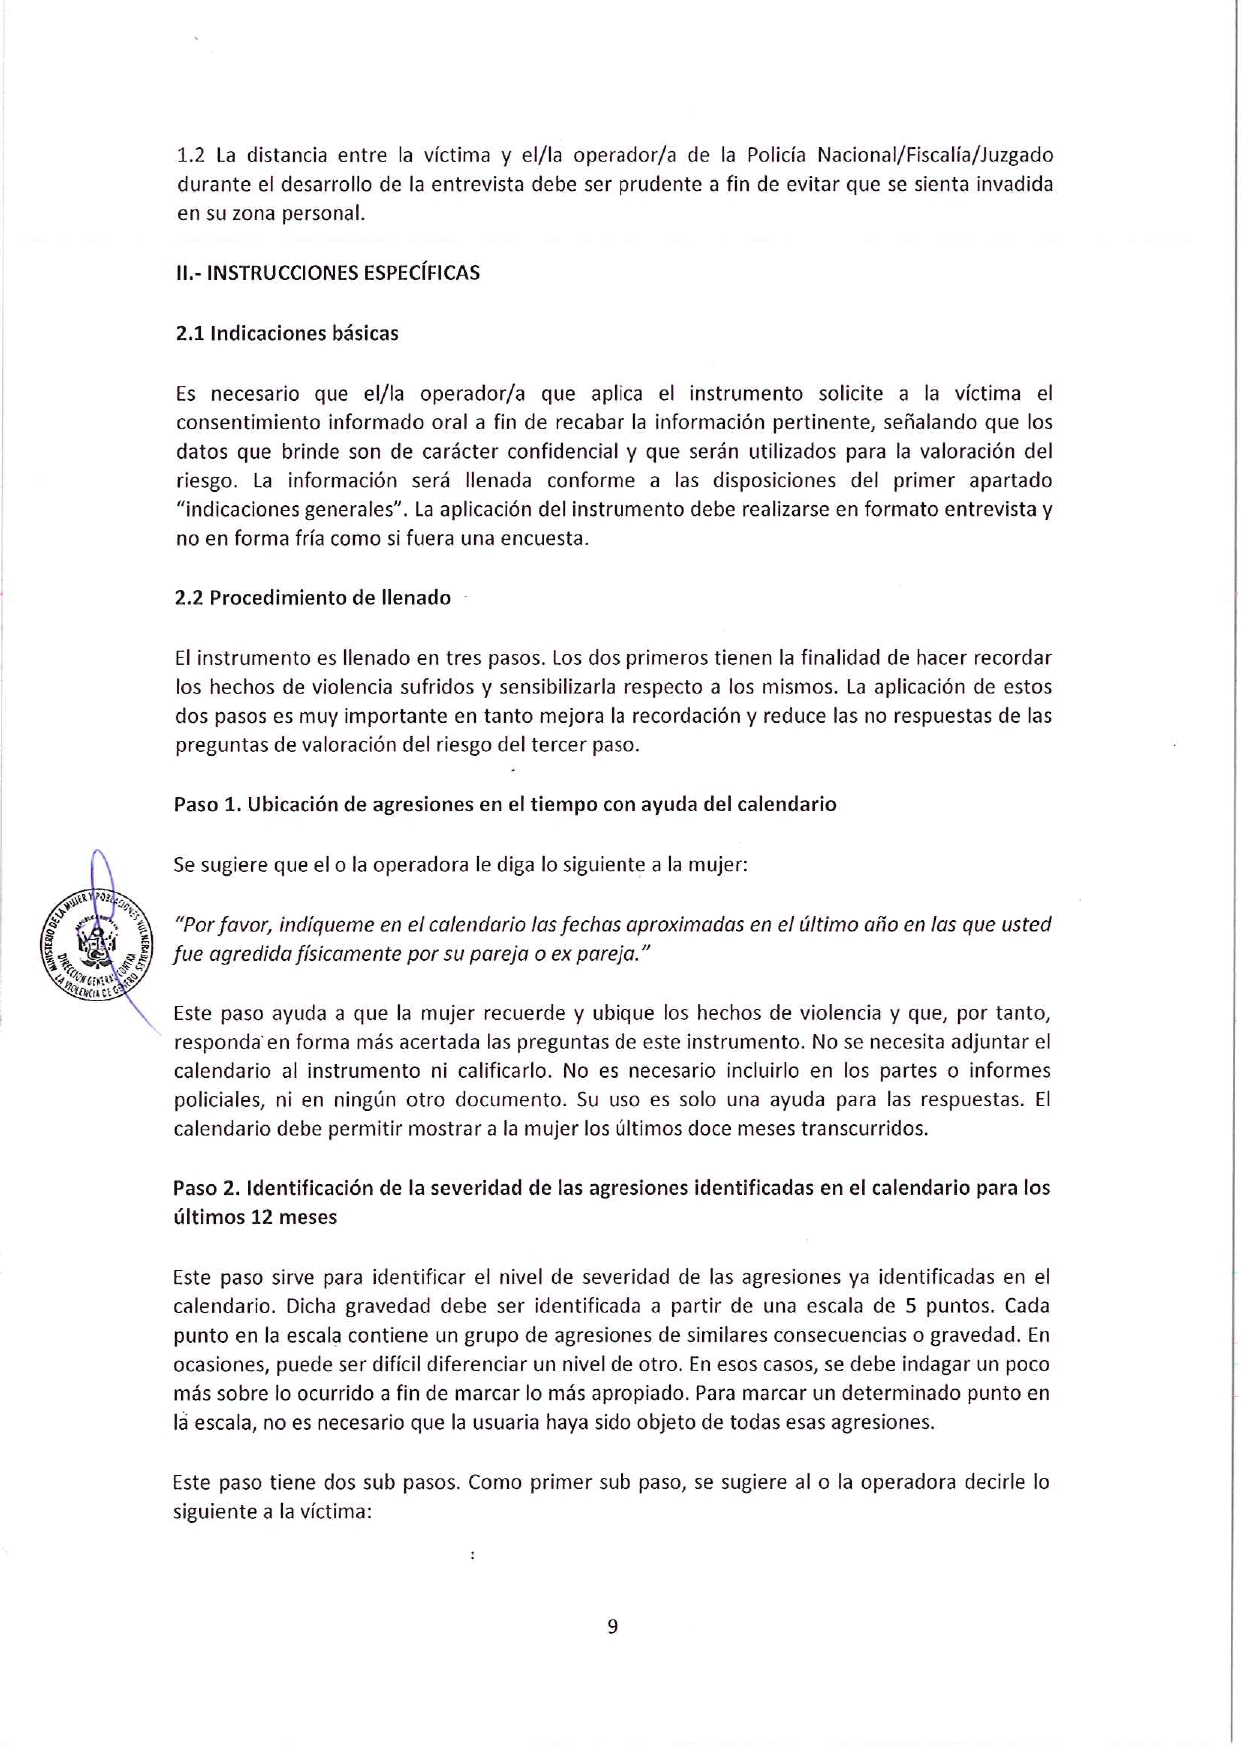 1.2 La distancia entre la víctima y el/la operador/a de la Policía Nacional/Fiscalía/Juzgado
durante el desarrollo de la entrevista debe ser prudente a fin de evitar que se sienta invadida
en su zona personal.
II.- INSTRUCCIONES ESPECÍFICAS
2.1 Indicaciones básicas
Es necesario que el/la operador/a que aplica el instrumento solicite a la víctima el
consentimiento informado oral a fin de recabar la información pertinente, señalando que los
datos que brinde son de carácter confidencial y que serán utilizados para la valoración del
riesgo. La información será llenada conforme a las disposiciones del primer apartado
"indicaciones generales". La aplicación del instrumento debe realizarse en formato entrevista y
no en forma fría como si fuera una encuesta.
2.2 Procedimiento de llenado
El instrumento es llenado en tres pasos. Los dos primeros tienen la finalidad de hacer recordar
los hechos de violencia sufridos y sensibilizarla respecto a los mismos. La aplicación de estos
dos pasos es muy importante en tanto mejora la recordación y reduce las no respuestas de las
preguntas de valoración del riesgo del tercer paso.
Paso 1. Ubicación de agresiones en el tiempo con ayuda del calendario
Se sugiere que el o la operadora le diga lo siguiente a la mujer:
"Por favor, indíqueme en el calendario las fechas aproximadas en el último año en las que usted
fue agredida físicamente por su pareja o ex pareja."
MINISTERIO DE LA MUJER Y POBLACIONES VULNERABLES
DIRECCION GENERAL CONTRA
LA VIOLENCIA DE GENERO
Este paso ayuda a que la mujer recuerde y ubique los hechos de violencia y que, por tanto,
responda en forma más acertada las preguntas de este instrumento. No se necesita adjuntar el
calendario al instrumento ni calificarlo. No es necesario incluirlo en los partes o informes
policiales, ni en ningún otro documento. Su uso es solo una ayuda para las respuestas. El
calendario debe permitir mostrar a la mujer los últimos doce meses transcurridos.
Paso 2. Identificación de la severidad de las agresiones identificadas en el calendario para los
últimos 12 meses
Este paso sirve para identificar el nivel de severidad de las agresiones ya identificadas en el
calendario. Dicha gravedad debe ser identificada a partir de una escala de 5 puntos. Cada
punto en la escala contiene un grupo de agresiones de similares consecuencias o gravedad. En
ocasiones, puede ser difícil diferenciar un nivel de otro. En esos casos, se debe indagar un poco
más sobre lo ocurrido a fin de marcar lo más apropiado. Para marcar un determinado punto en
la escala, no es necesario que la usuaria haya sido objeto de todas esas agresiones.
Este paso tiene dos sub pasos. Como primer sub paso, se sugiere al o la operadora decirle lo
siguiente a la víctima:
9